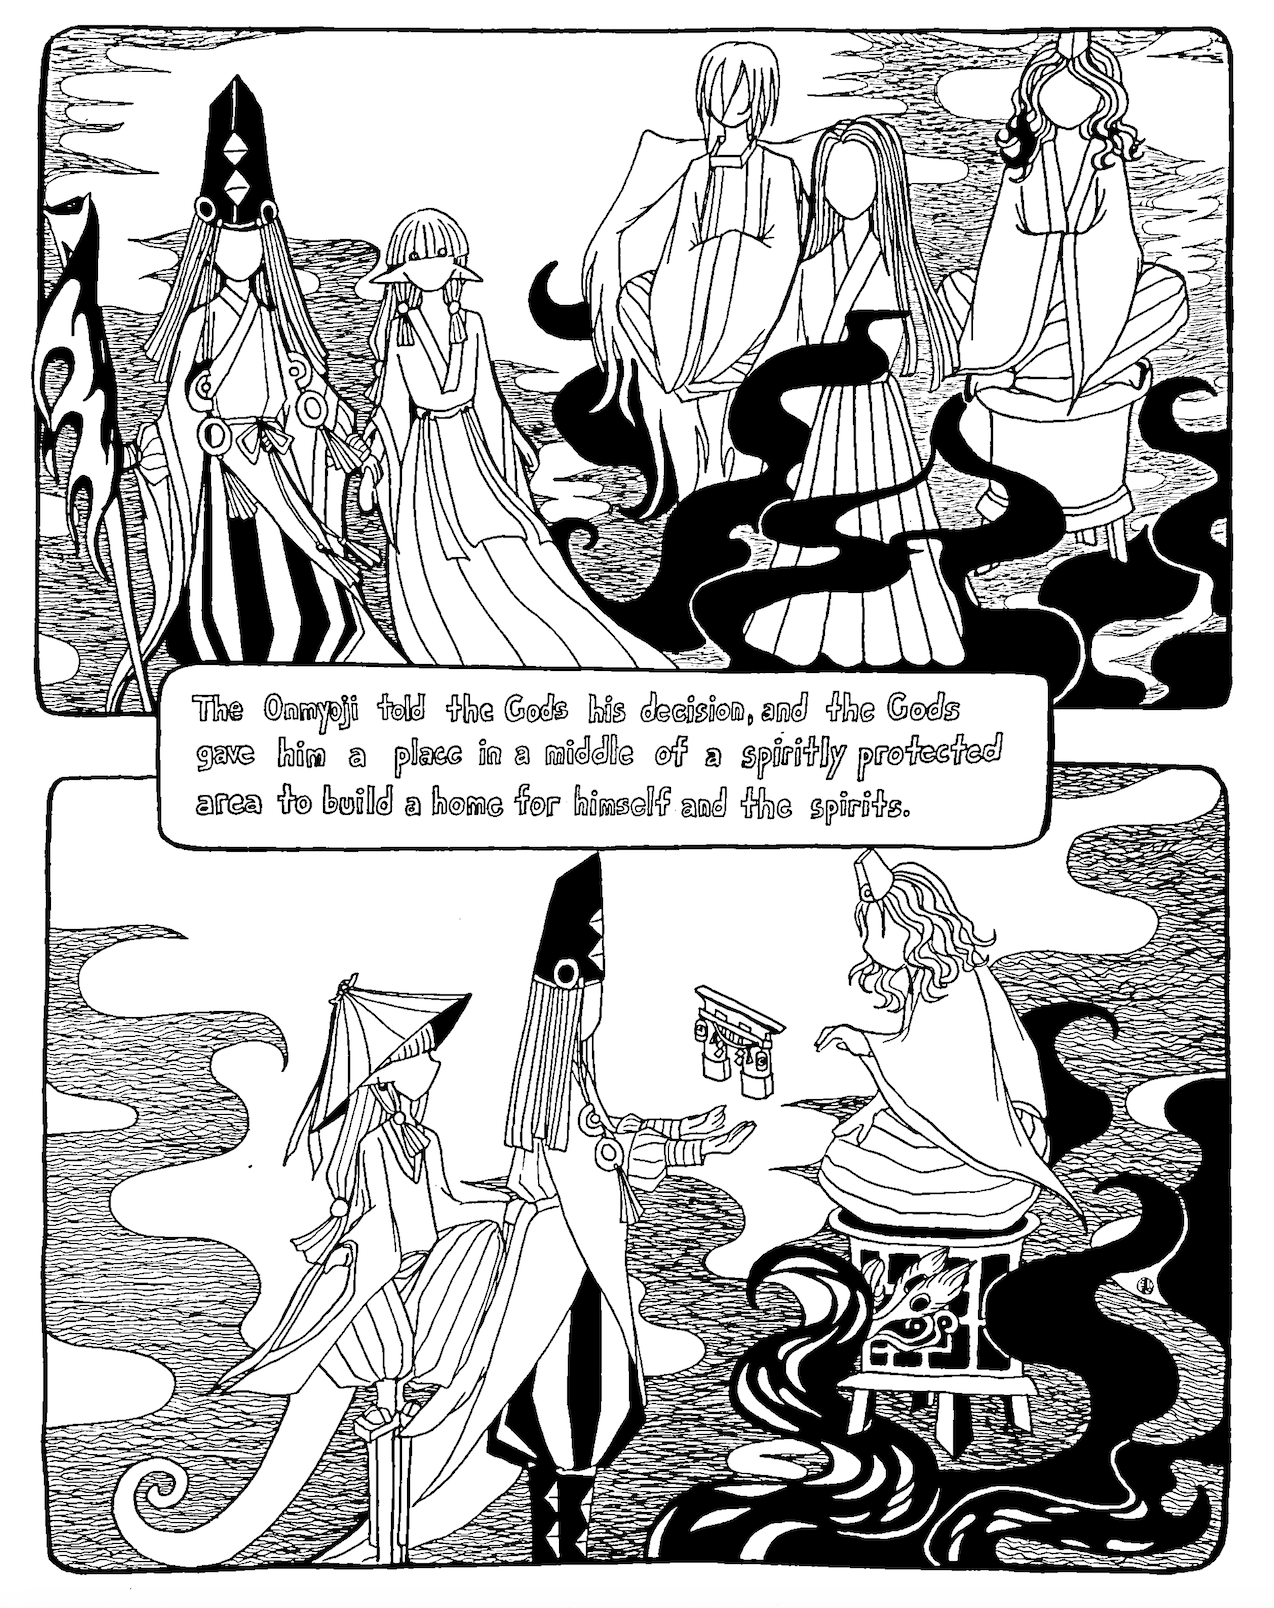 The Onmyoji told the Gods his decision, and the Gods
gave him a place in a middle of a spiritly protected
area to build a home for himself and the spirits.